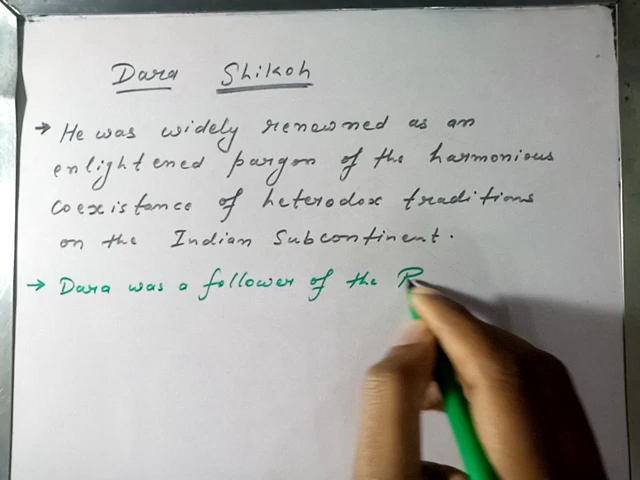 Dara Shikoh
→ He was widely renowned as an
enlightened pargon of the harmonious
coexistance of heterodox traditions
on the Indian Subcontinent.
→ Dara was a follower of the P